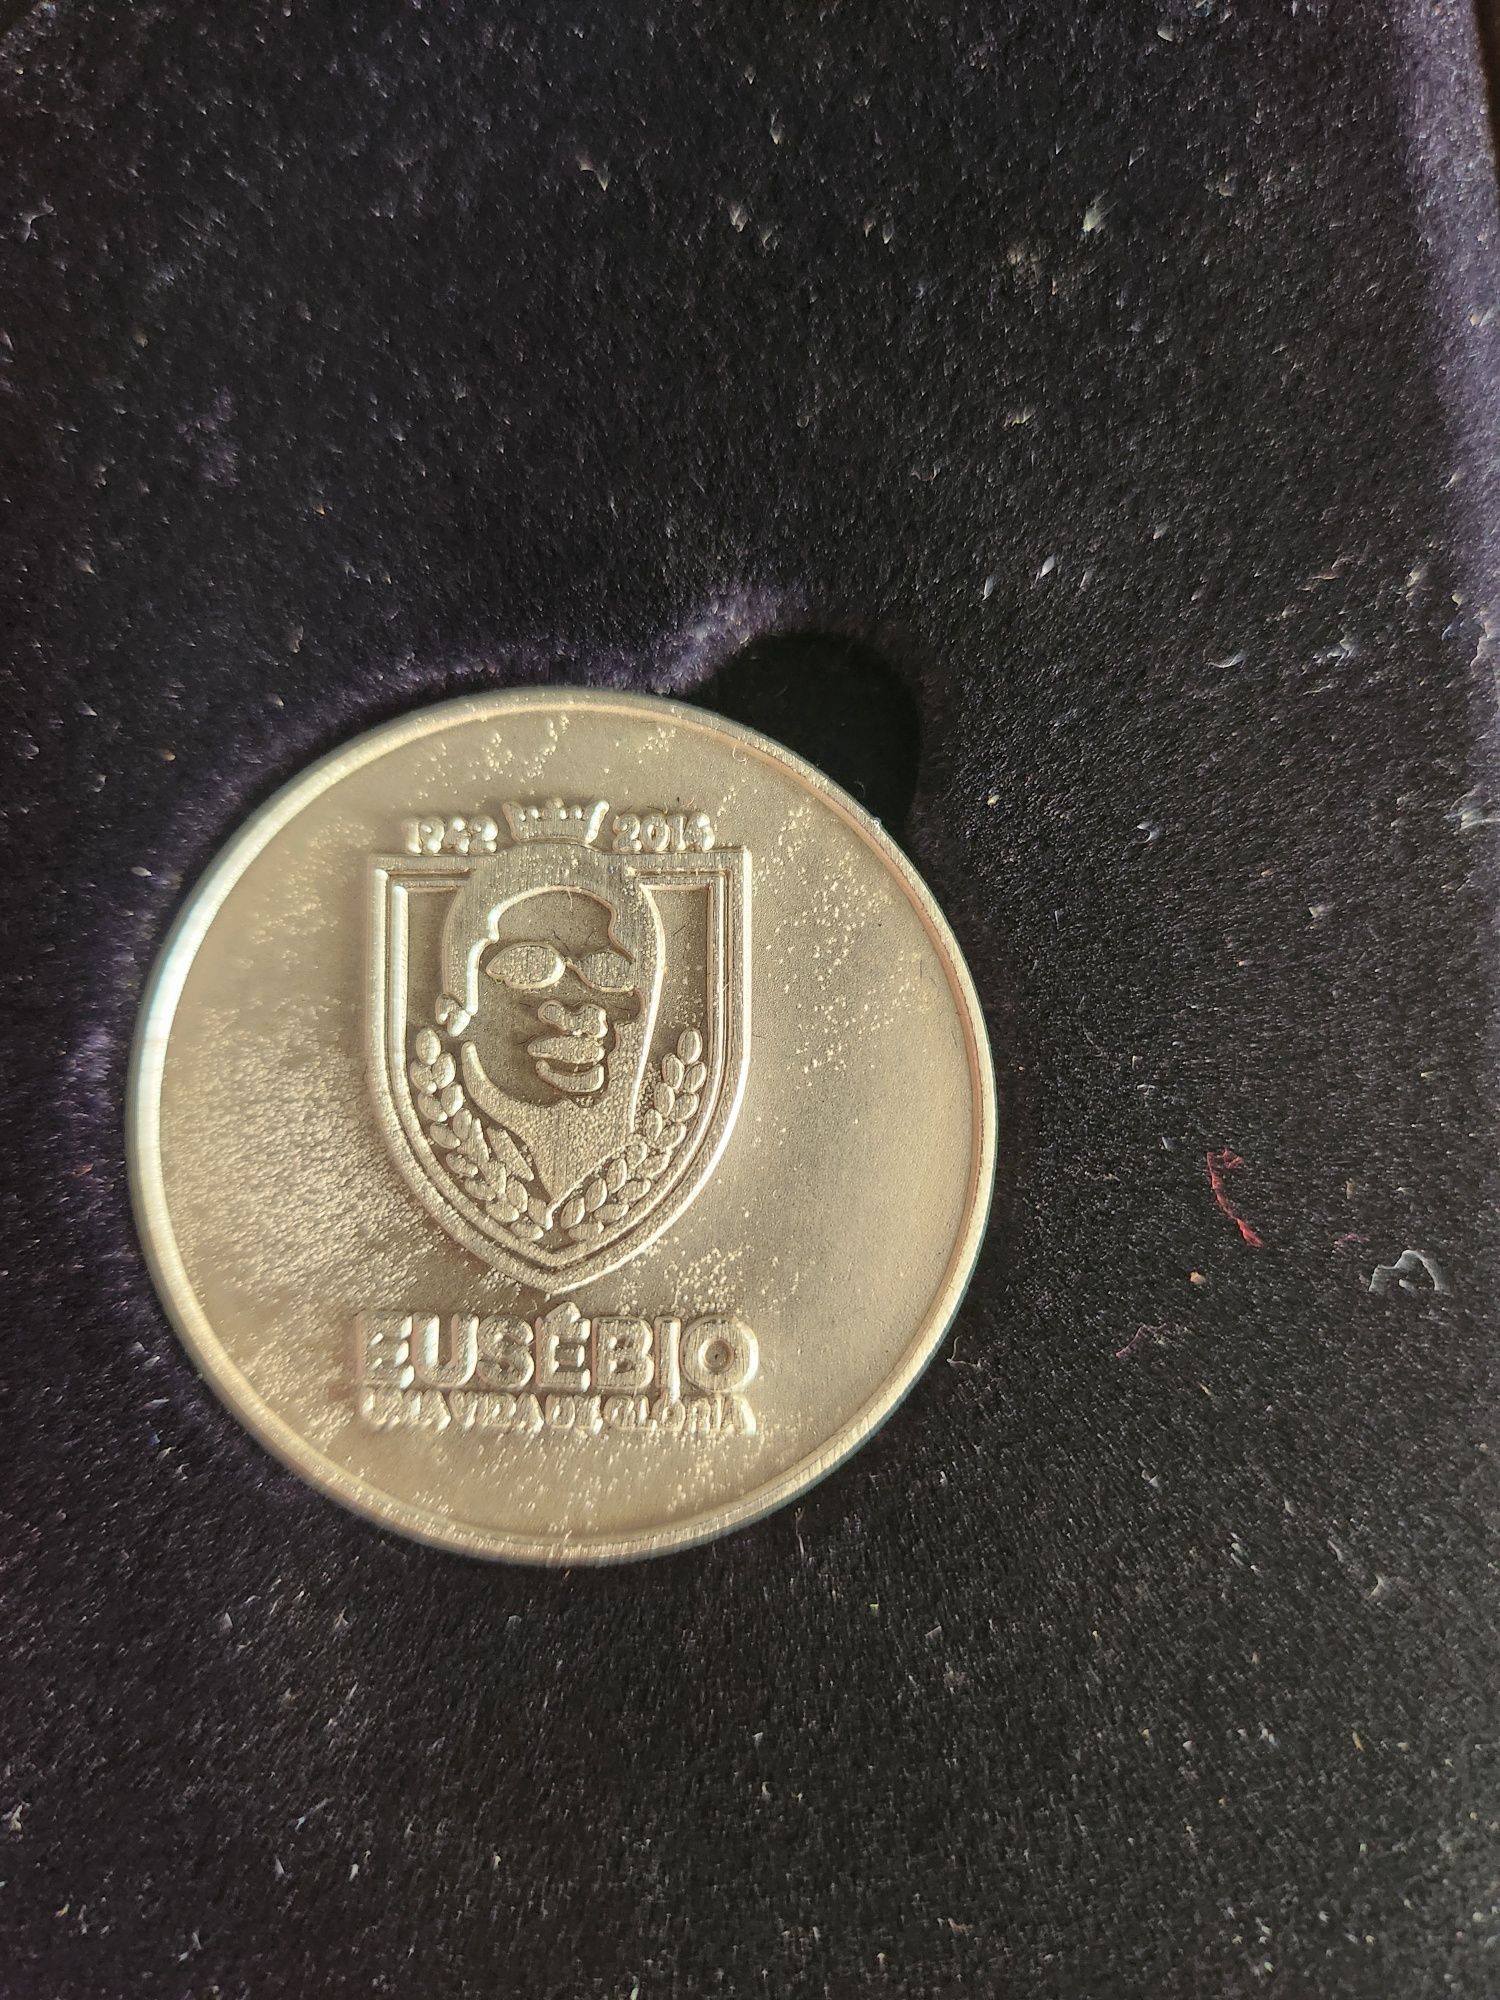 1942 2014
EUSÉBIO
UMA VIDA DE GLÓRIA